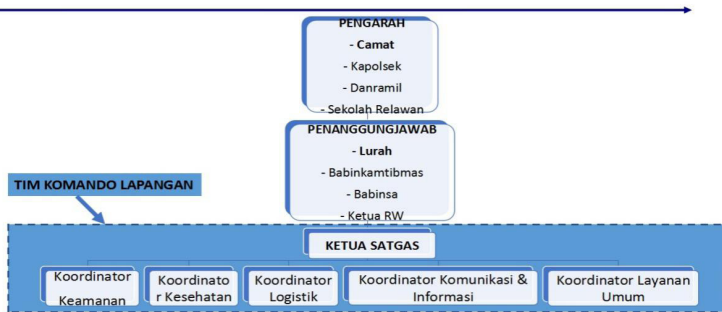 PENGARAH
- Camat
- Kapolsek
- Danramil
- Sekolah Relawan
PENANGGUNGJAWAB
- Lurah
- Babinkamtibmas
- Babinsa
- Ketua RW
TIM KOMANDO LAPANGAN
KETUA SATGAS
Koordinator
Keamanan
Koordinato
r Kesehatan
Koordinator
Logistik
Koordinator Komunikasi &
Informasi
Koordinator Layanan
Umum